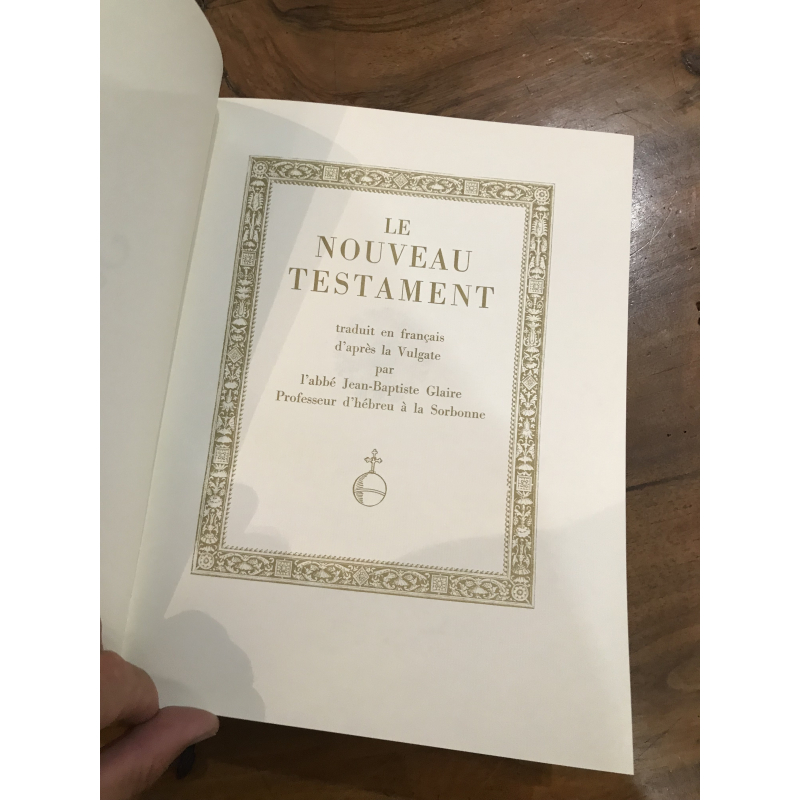 LE
NOUVEAU
TESTAMENT
traduit en français
d'après la Vulgate
par
l'abbé Jean-Baptiste Glaire
Professeur d'hébreu à la Sorbonne